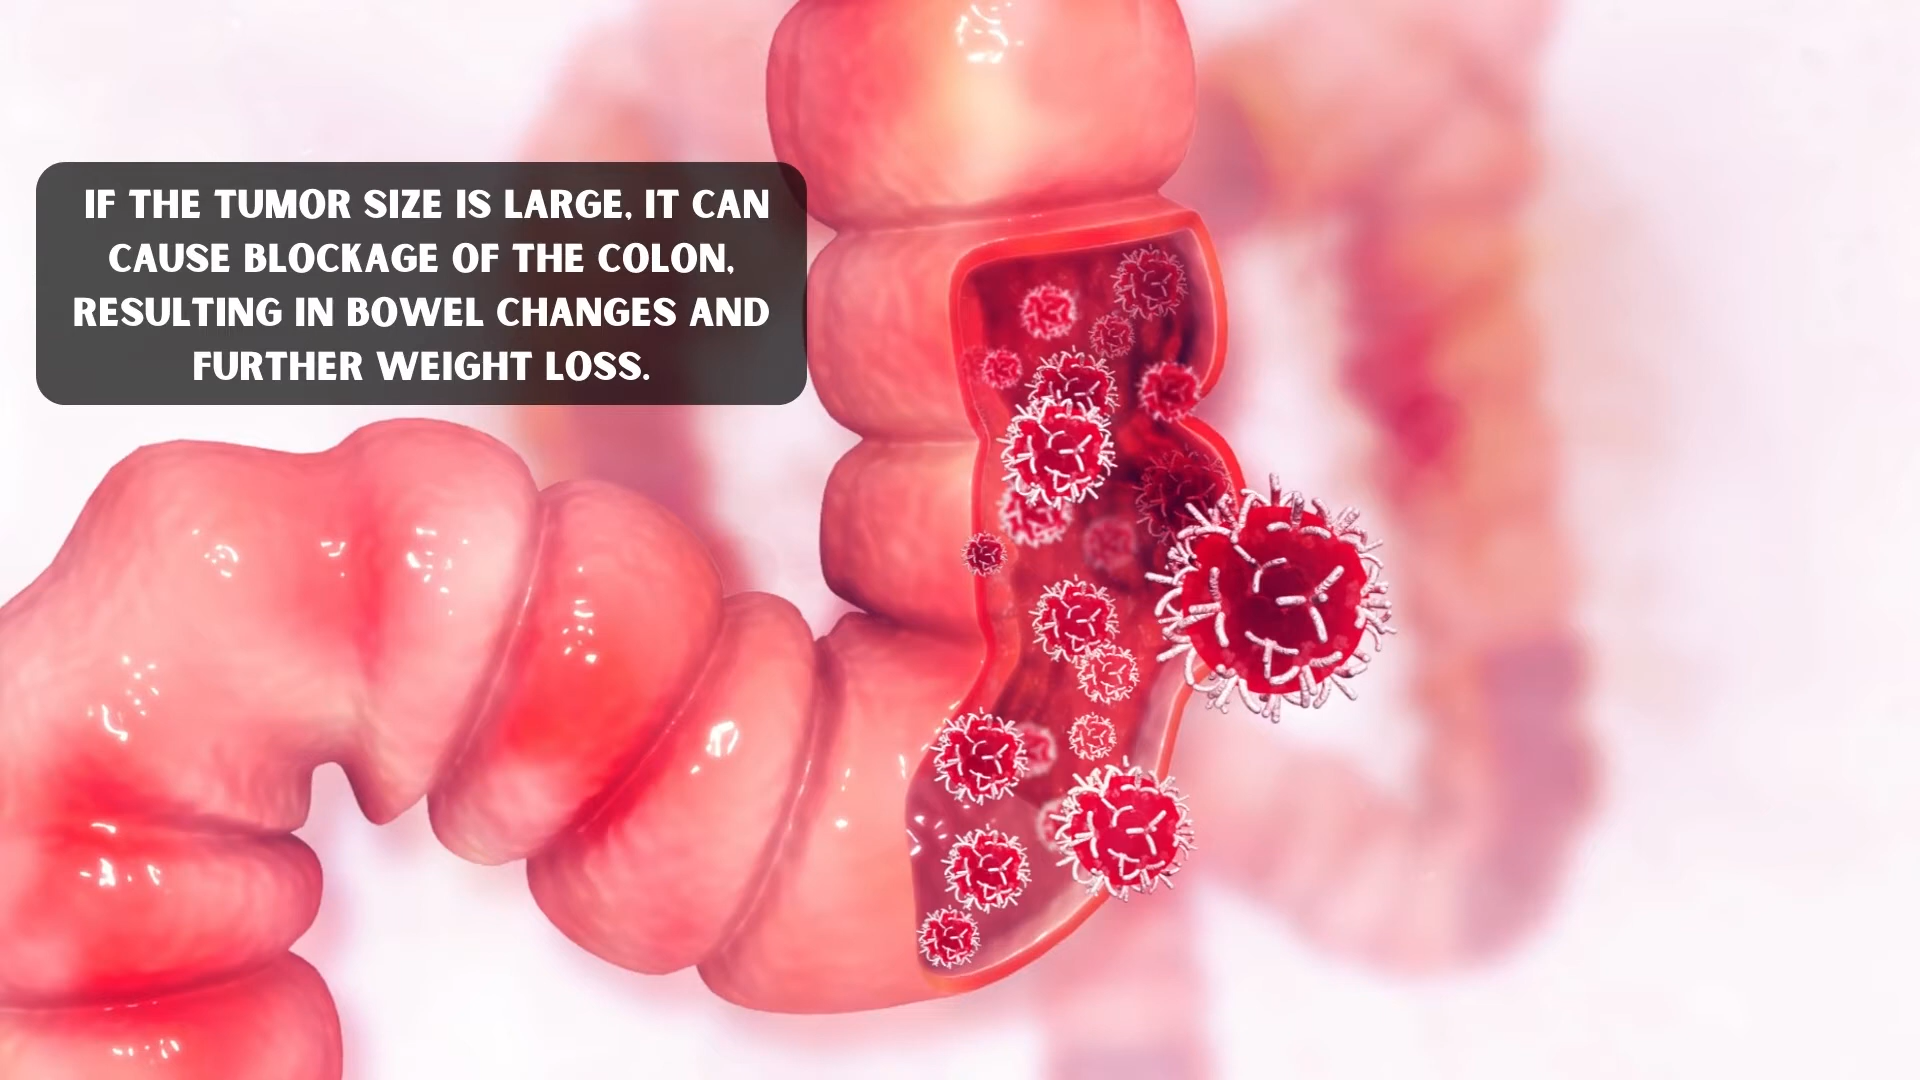 IF THE TUMOR SIZE IS LARGE, IT CAN
CAUSE BLOCKAGE OF THE COLON,
RESULTING IN BOWEL CHANGES AND
FURTHER WEIGHT LOSS.